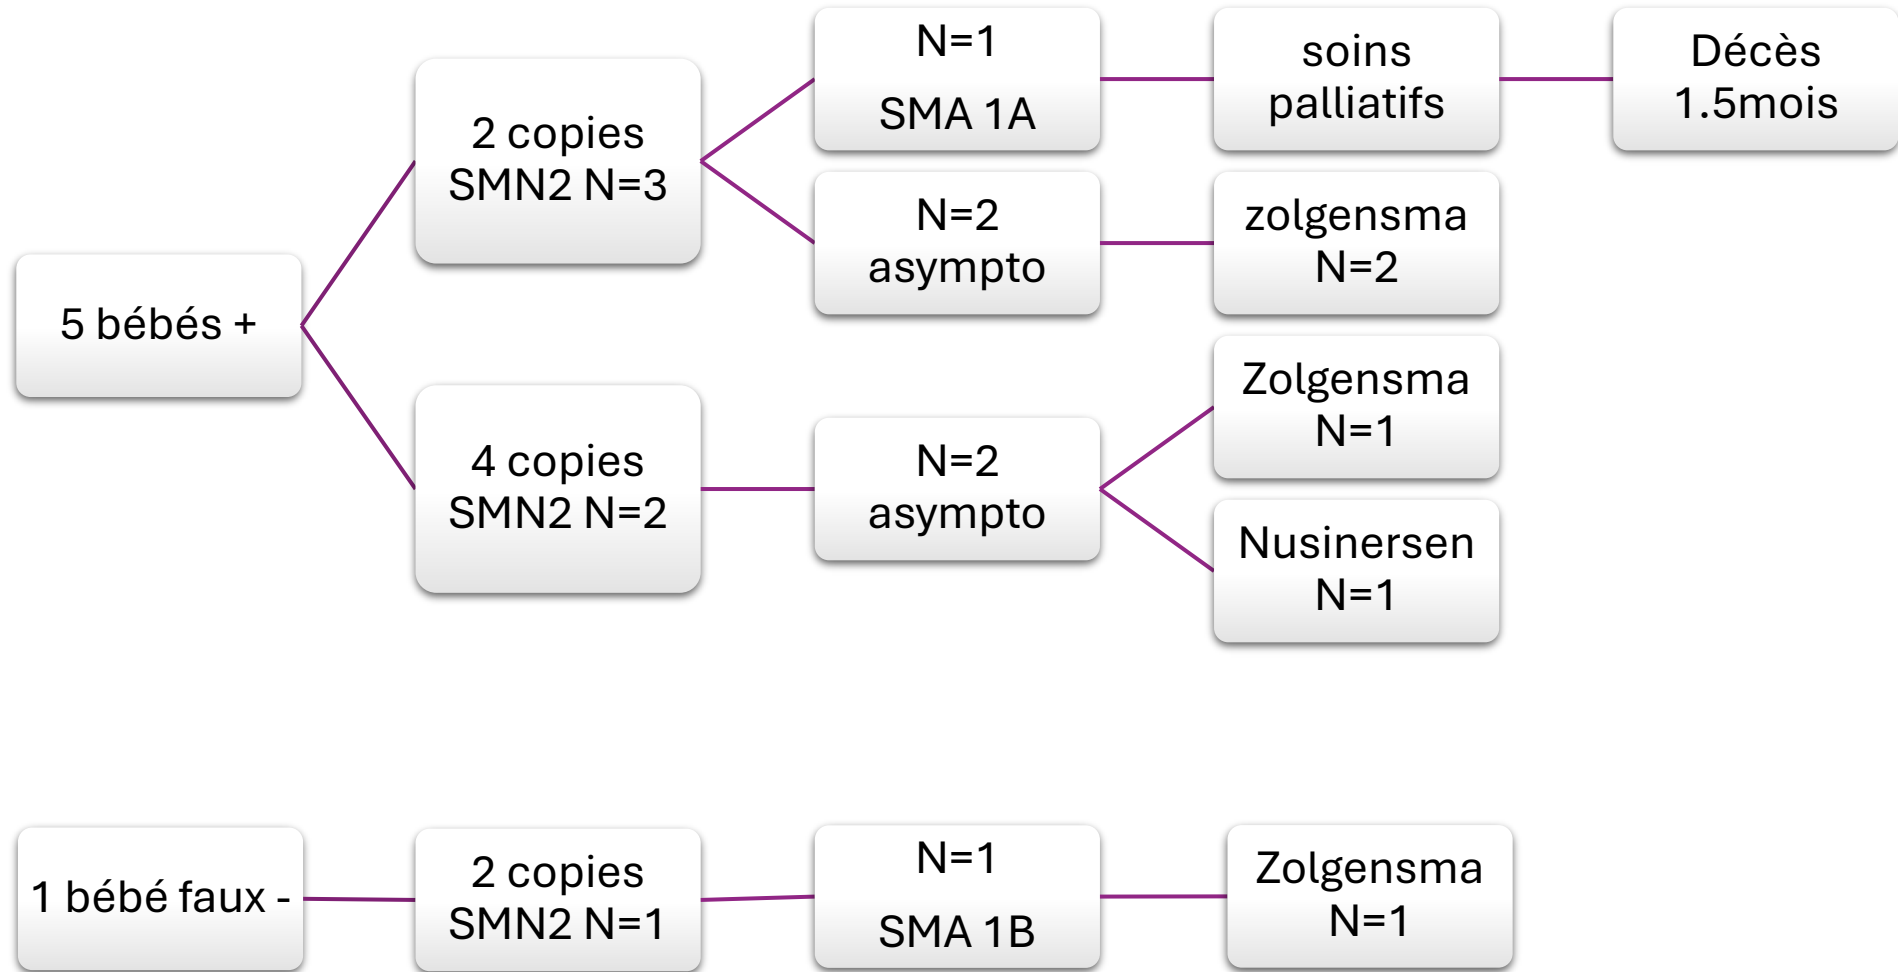 5 bébés +
2 copies
SMN2 N=3
N=1
SMA 1A
soins
palliatifs
Décès
1.5mois
N=2
asympto
zolgensma
N=2
4 copies
SMN2 N=2
N=2
asympto
Zolgensma
N=1
Nusinersen
N=1
1 bébé faux -
2 copies
SMN2 N=1
N=1
SMA 1B
Zolgensma
N=1